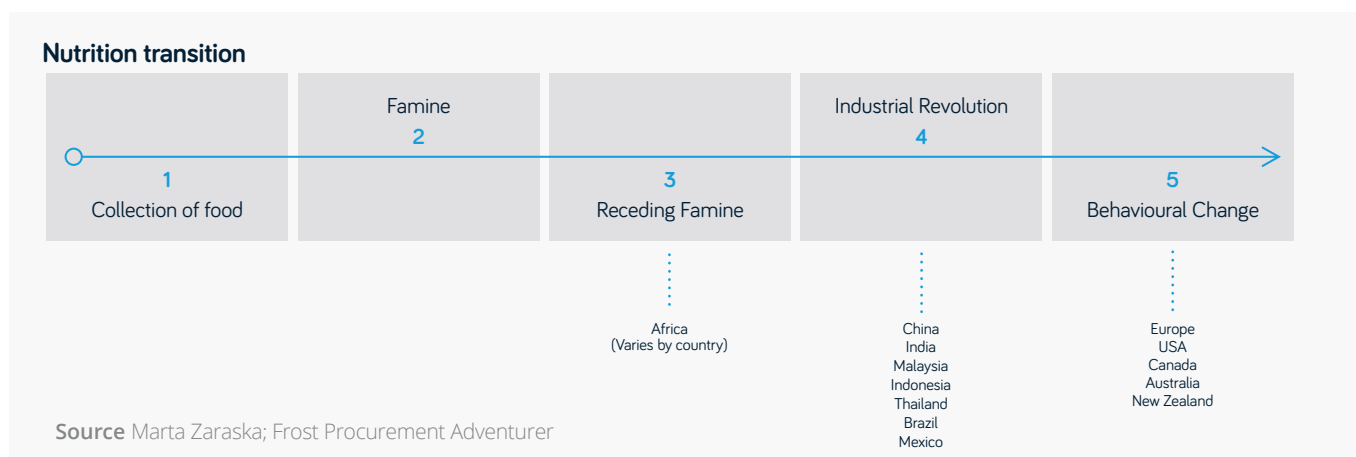 Nutrition transition
1
Collection of food
Famine
2
3
Receding Famine
Industrial Revolution
4
5
Behavioural Change
Africa
(Varies by country)
China
India
Malaysia
Indonesia
Thailand
Brazil
Mexico
Europe
USA
Canada
Australia
New Zealand
Source Marta Zaraska; Frost Procurement Adventurer